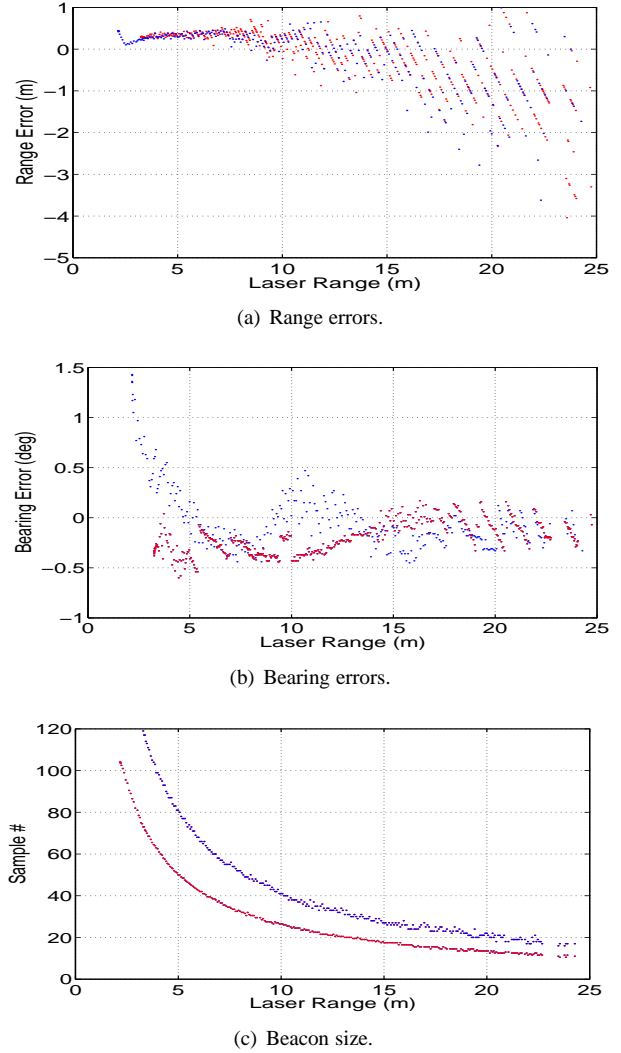 1
0
−1
−2
−3
−4
−5
Range Error (m)
0 5 10 15 20 25
Laser Range (m)
(a) Range errors.
1.5
1
0.5
0
−0.5
−1
Bearing Error (deg)
0 5 10 15 20 25
Laser Range (m)
(b) Bearing errors.
120
100
80
60
40
20
0
Sample #
0 5 10 15 20 25
Laser Range (m)
(c) Beacon size.